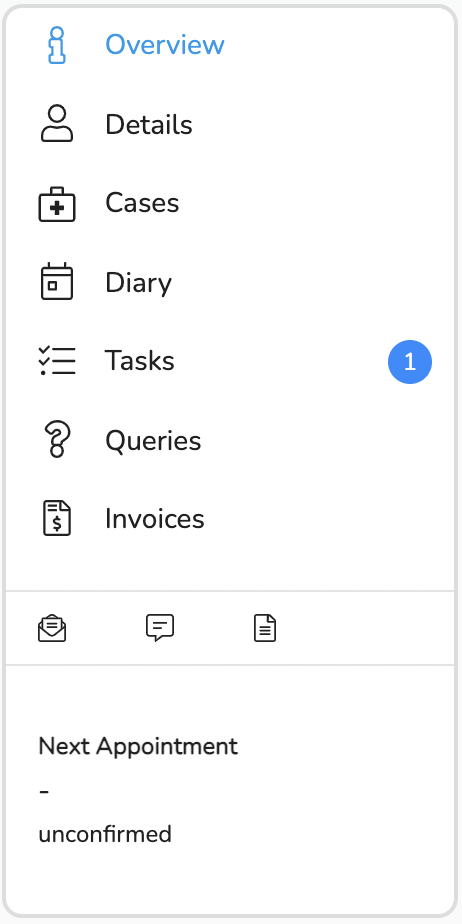 Overview
Details
Cases
Diary
Tasks
1
Queries
Invoices
Next Appointment
-
unconfirmed